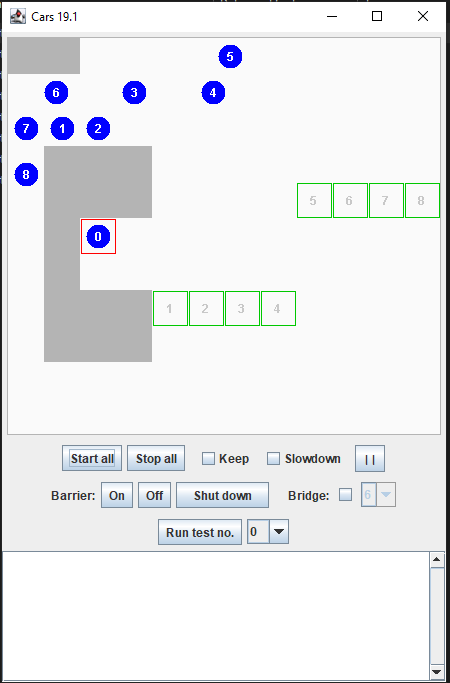 Cars 19.1
5
6 3 4
7 1 2
8
5 6 7 8
0
1 2 3 4
Start all Stop all Keep Slowdown ||
Barrier: On Off Shut down Bridge: 6
Run test no. 0